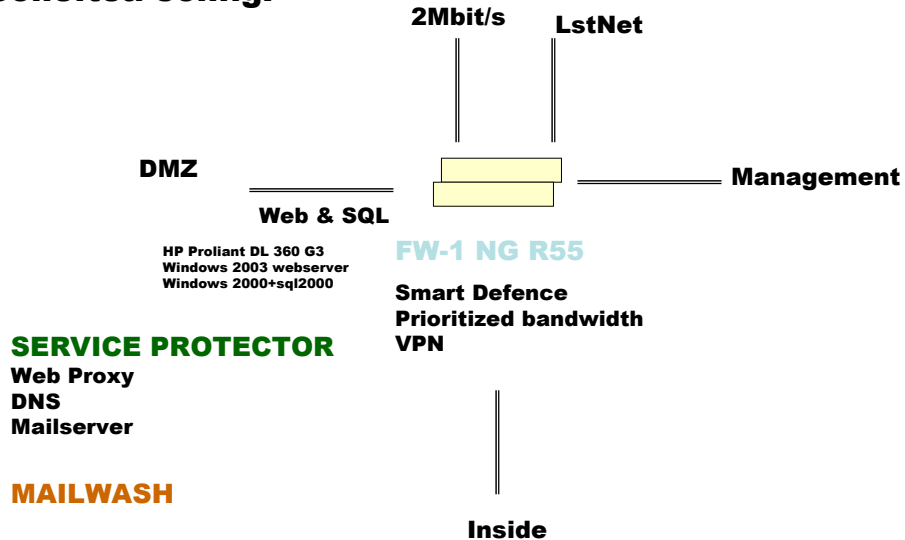 2Mbit/s
LstNet
DMZ
Management
Web & SQL
HP Proliant DL 360 G3
Windows 2003 webserver
Windows 2000+sql2000
FW-1 NG R55
Smart Defence
Prioritized bandwidth
VPN
SERVICE PROTECTOR
Web Proxy
DNS
Mailserver
MAILWASH
Inside